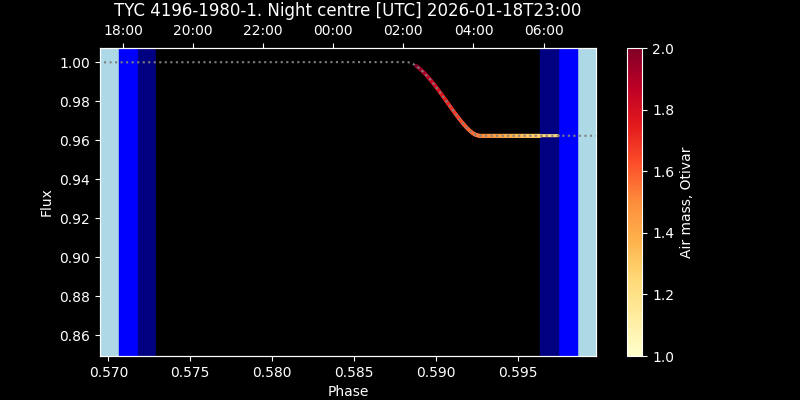 TYC 4196-1980-1. Night centre [UTC] 2026-01-18T23:00
18:00 20:00 22:00 00:00 02:00 04:00 06:00
1.00
0.98
0.96
0.94
0.92
0.90
0.88
0.86
Flux
0.570 0.575 0.580 0.585 0.590 0.595
Phase
2.0
1.8
1.6
1.4
1.2
1.0
Air mass, Otivar